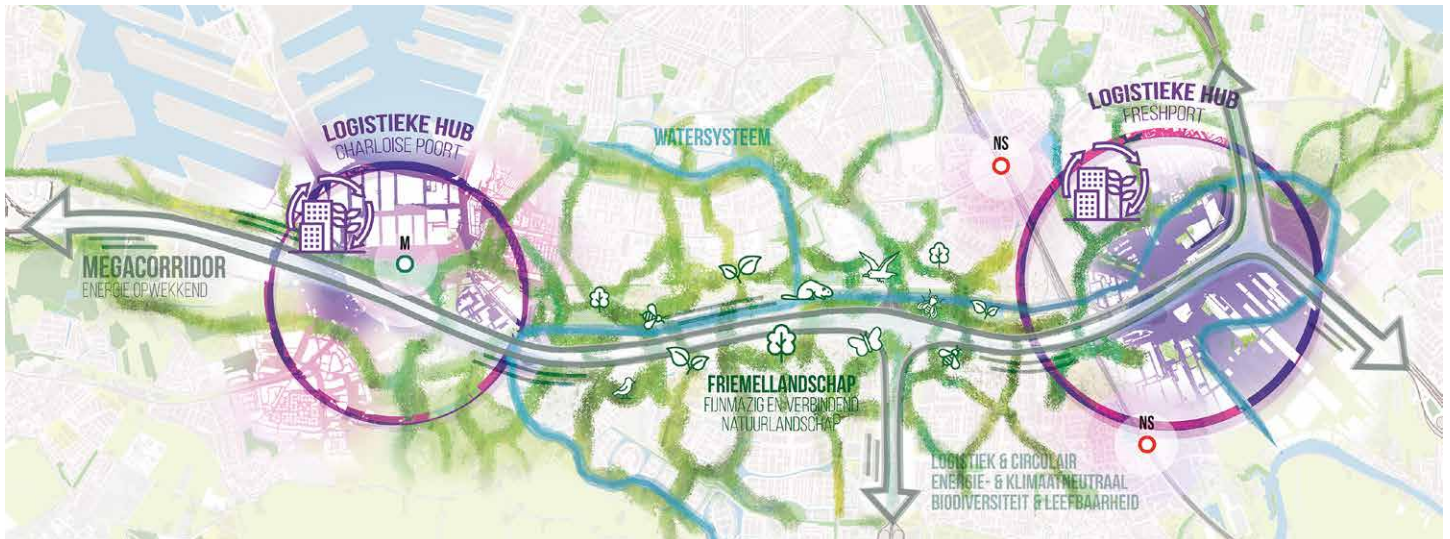 LOGISTIEKE HUB
CHARLOISE POORT
WATERSYSTEEM
NS
LOGISTIEKE HUB
FRESHPORT
M
MEGACORRIDOR
ENERGIE OPWEKKEND
FRIEMELLANDSCHAP
FIJNMAZIG EN VERBINDEND
NATUURLANDSCHAP
NS
LOGISTIEK & CIRCULAIR
ENERGIE- & KLIMAATNEUTRAAL
BIODIVERSITEIT & LEEFBAARHEID